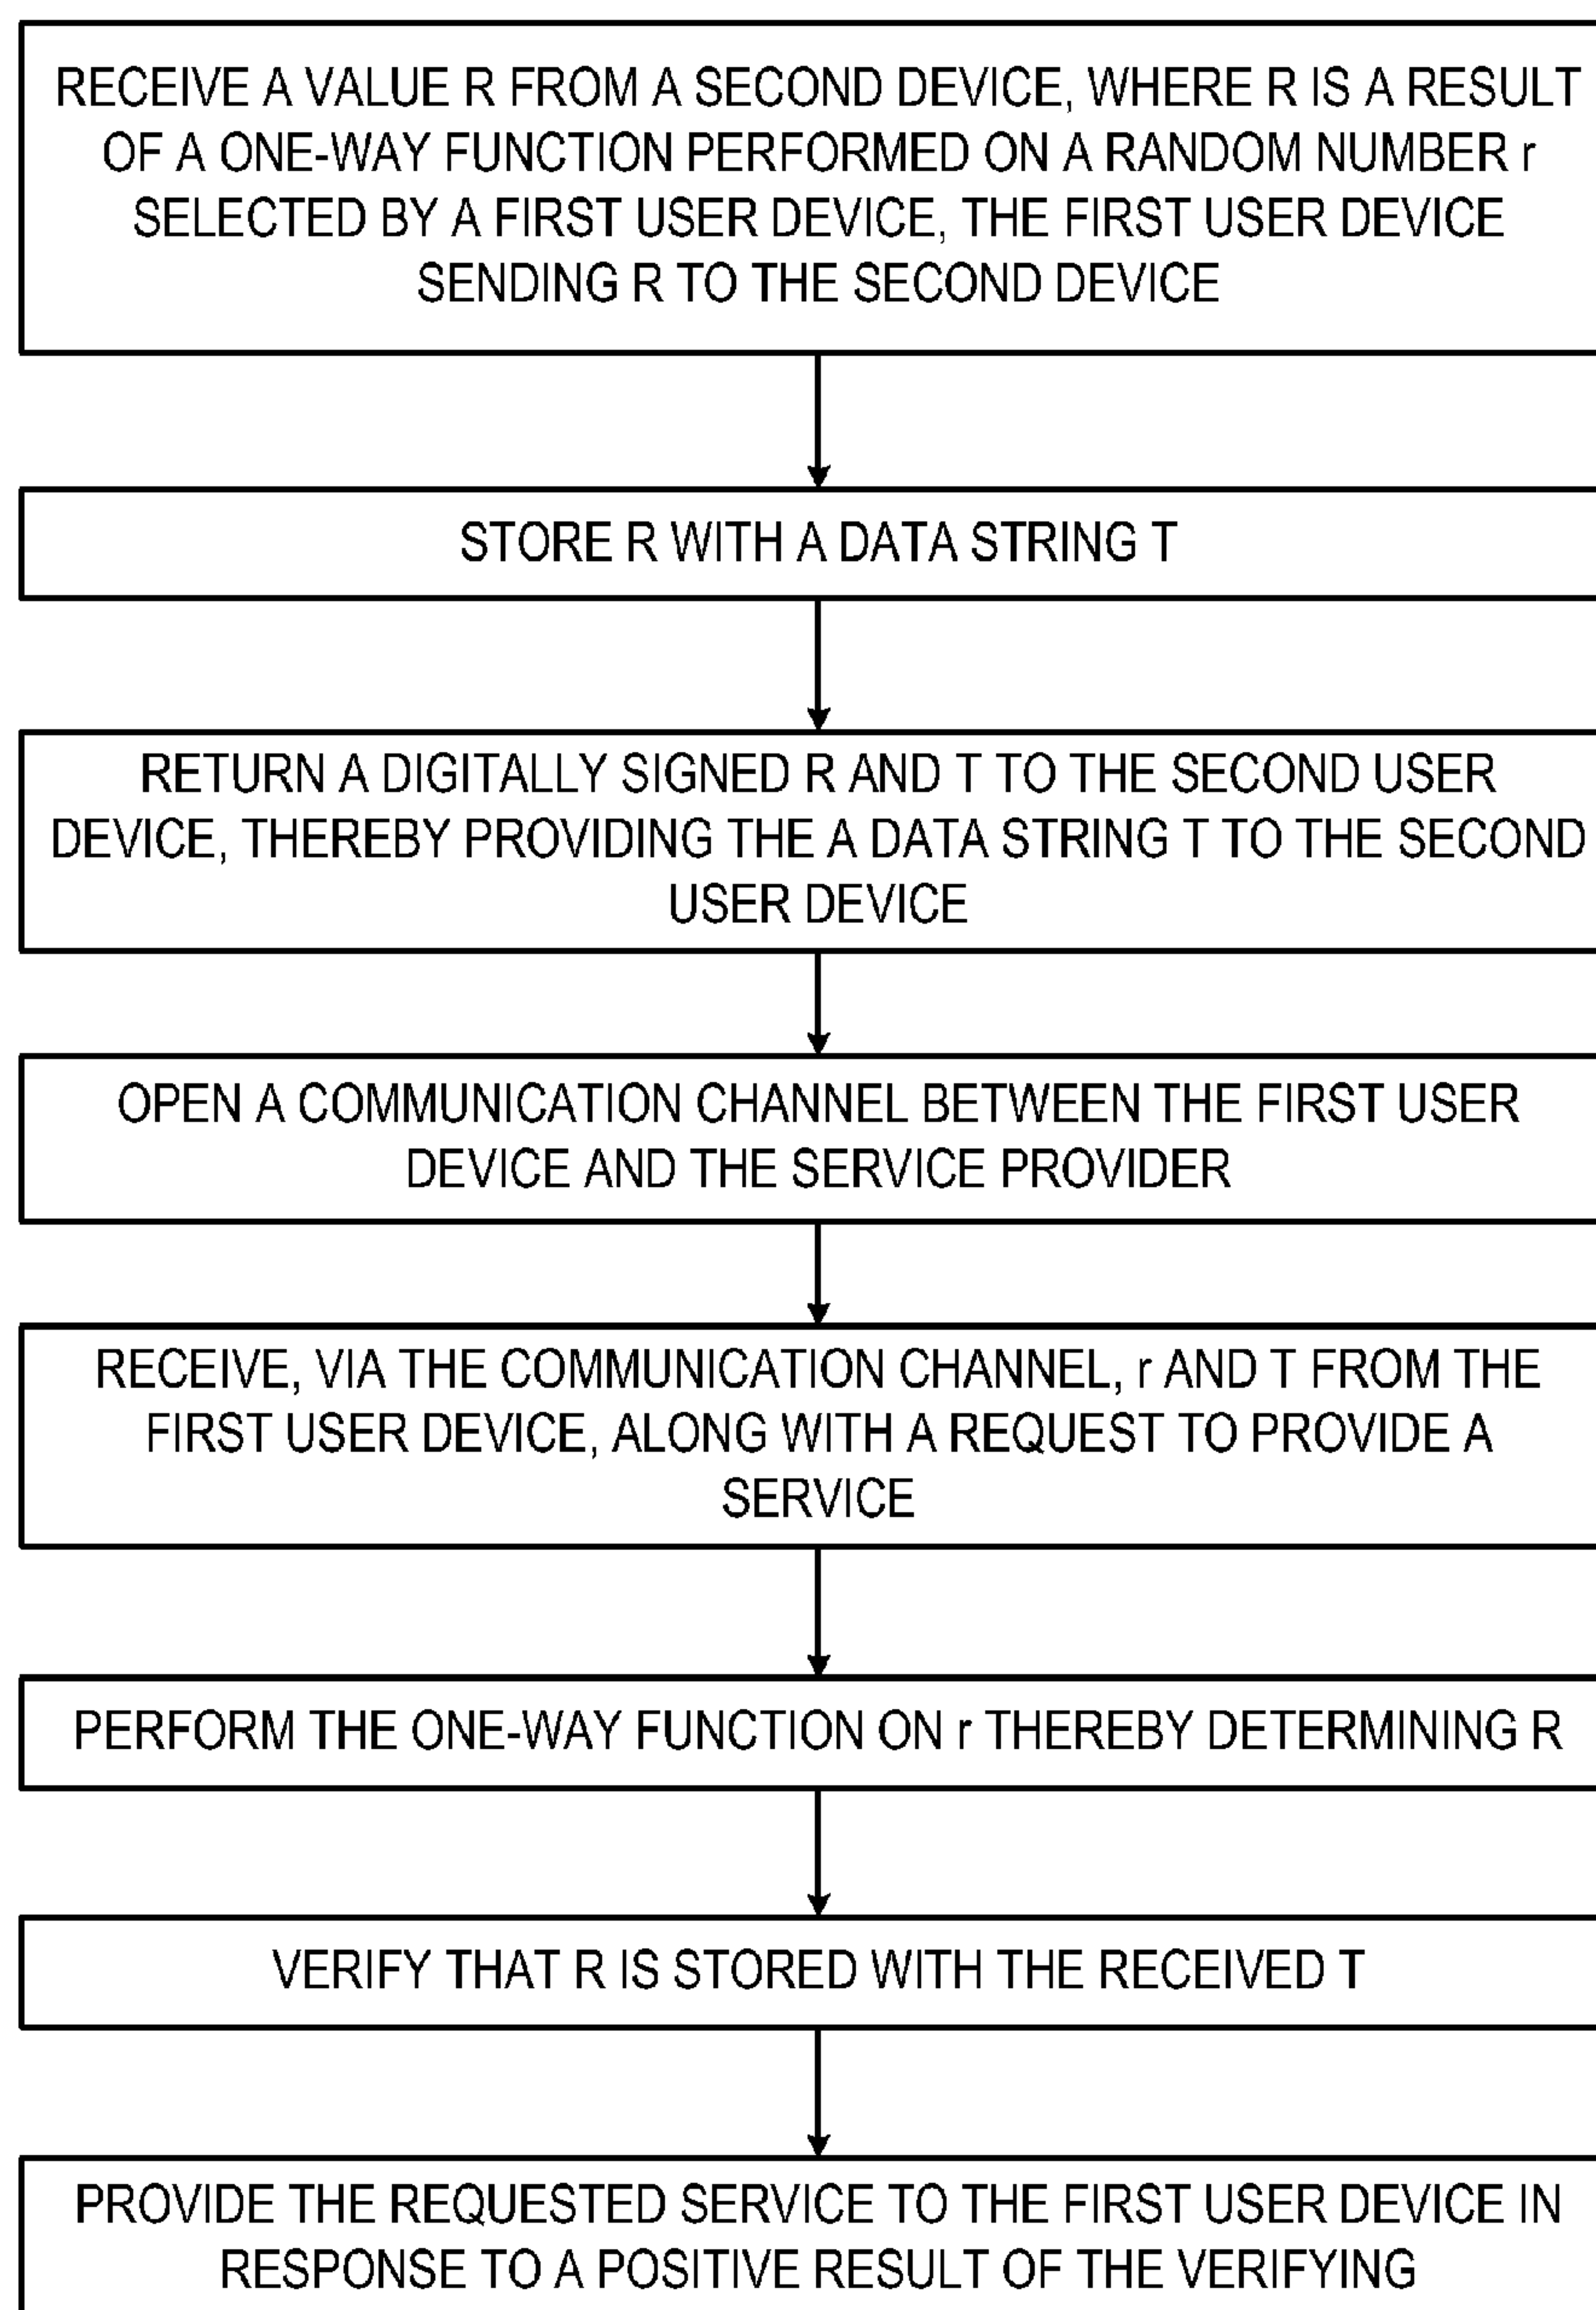 RECEIVE A VALUE R FROM A SECOND DEVICE, WHERE R IS A RESULT
OF A ONE-WAY FUNCTION PERFORMED ON A RANDOM NUMBER r
SELECTED BY A FIRST USER DEVICE, THE FIRST USER DEVICE
SENDING R TO THE SECOND DEVICE
STORE R WITH A DATA STRING T
RETURN A DIGITALLY SIGNED R AND T TO THE SECOND USER
DEVICE, THEREBY PROVIDING THE A DATA STRING T TO THE SECOND
USER DEVICE
OPEN A COMMUNICATION CHANNEL BETWEEN THE FIRST USER
DEVICE AND THE SERVICE PROVIDER
RECEIVE, VIA THE COMMUNICATION CHANNEL, r AND T FROM THE
FIRST USER DEVICE, ALONG WITH A REQUEST TO PROVIDE A
SERVICE
PERFORM THE ONE-WAY FUNCTION ON r THEREBY DETERMINING R
VERIFY THAT R IS STORED WITH THE RECEIVED T
PROVIDE THE REQUESTED SERVICE TO THE FIRST USER DEVICE IN
RESPONSE TO A POSITIVE RESULT OF THE VERIFYING